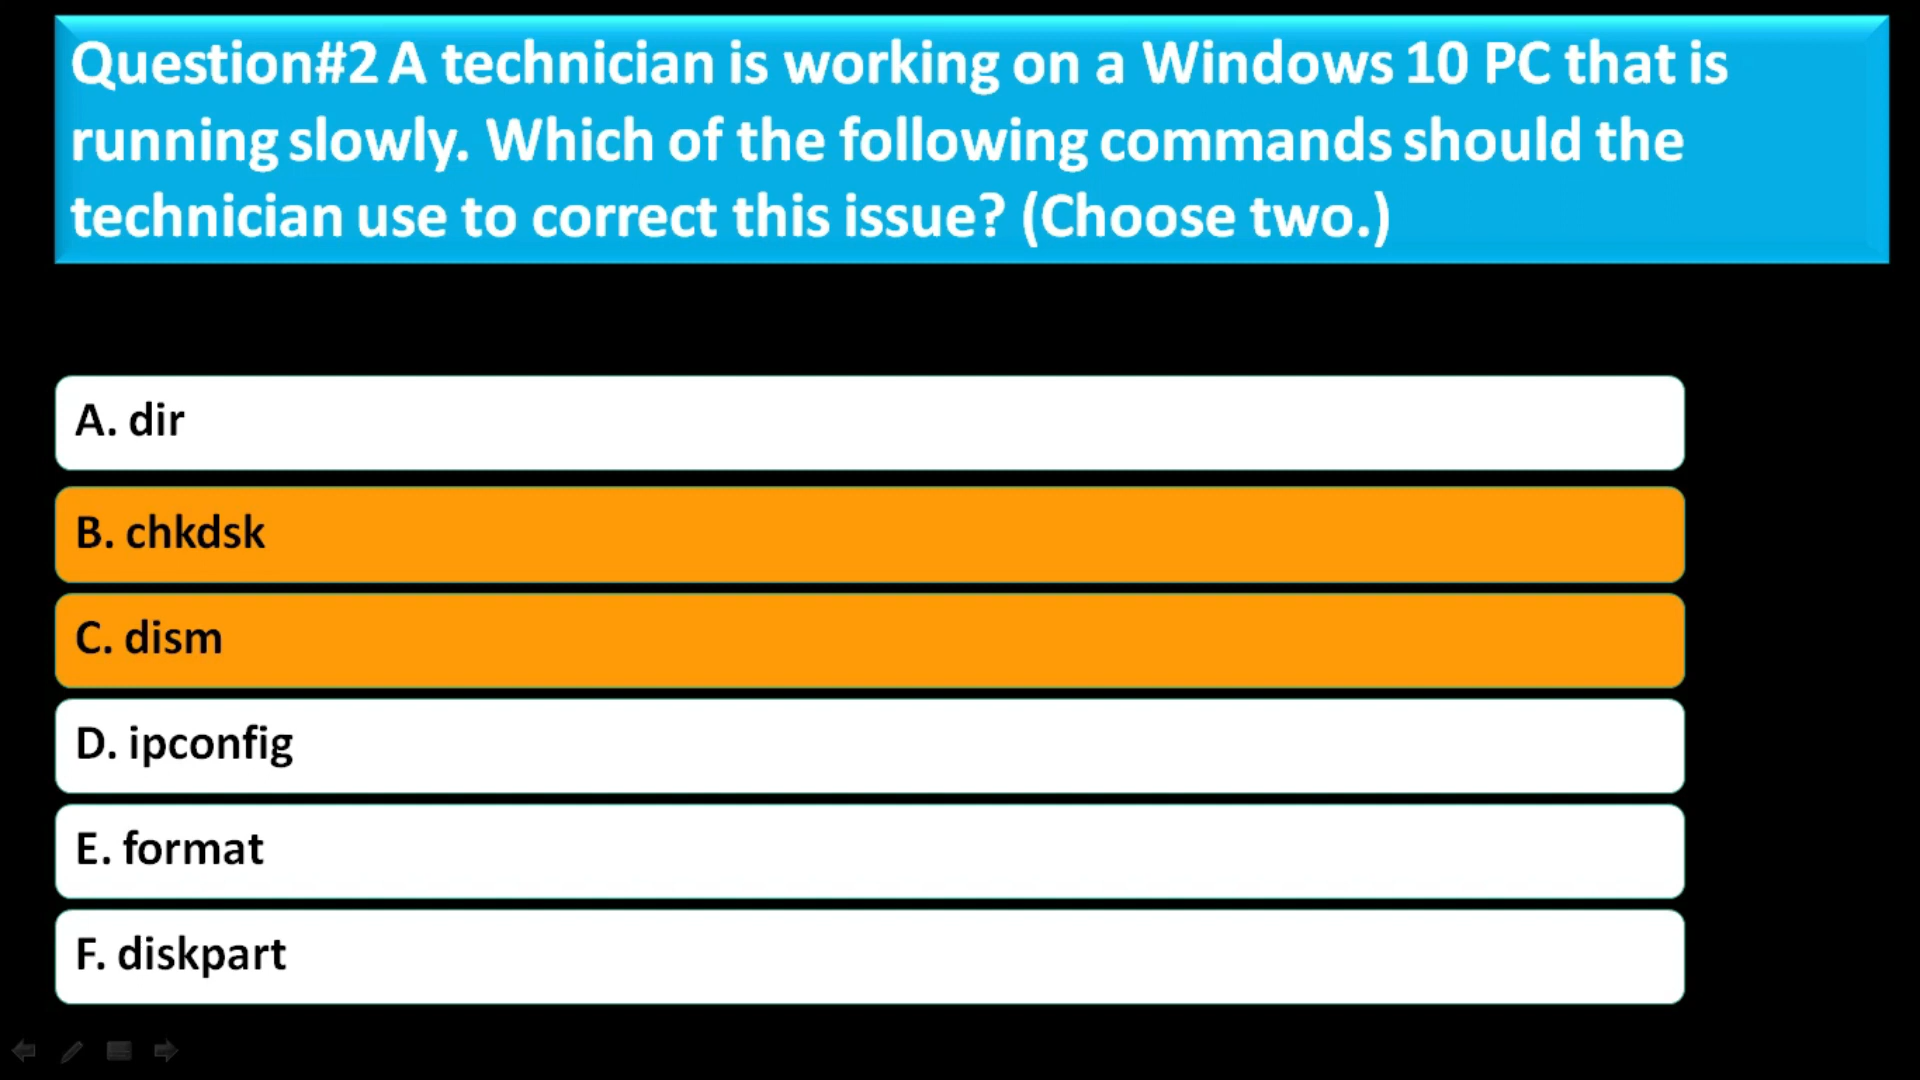 Question#2 A technician is working on a Windows 10 PC that is
running slowly. Which of the following commands should the
technician use to correct this issue? (Choose two.)
A. dir
B. chkdsk
C. dism
D. ipconfig
E. format
F. diskpart